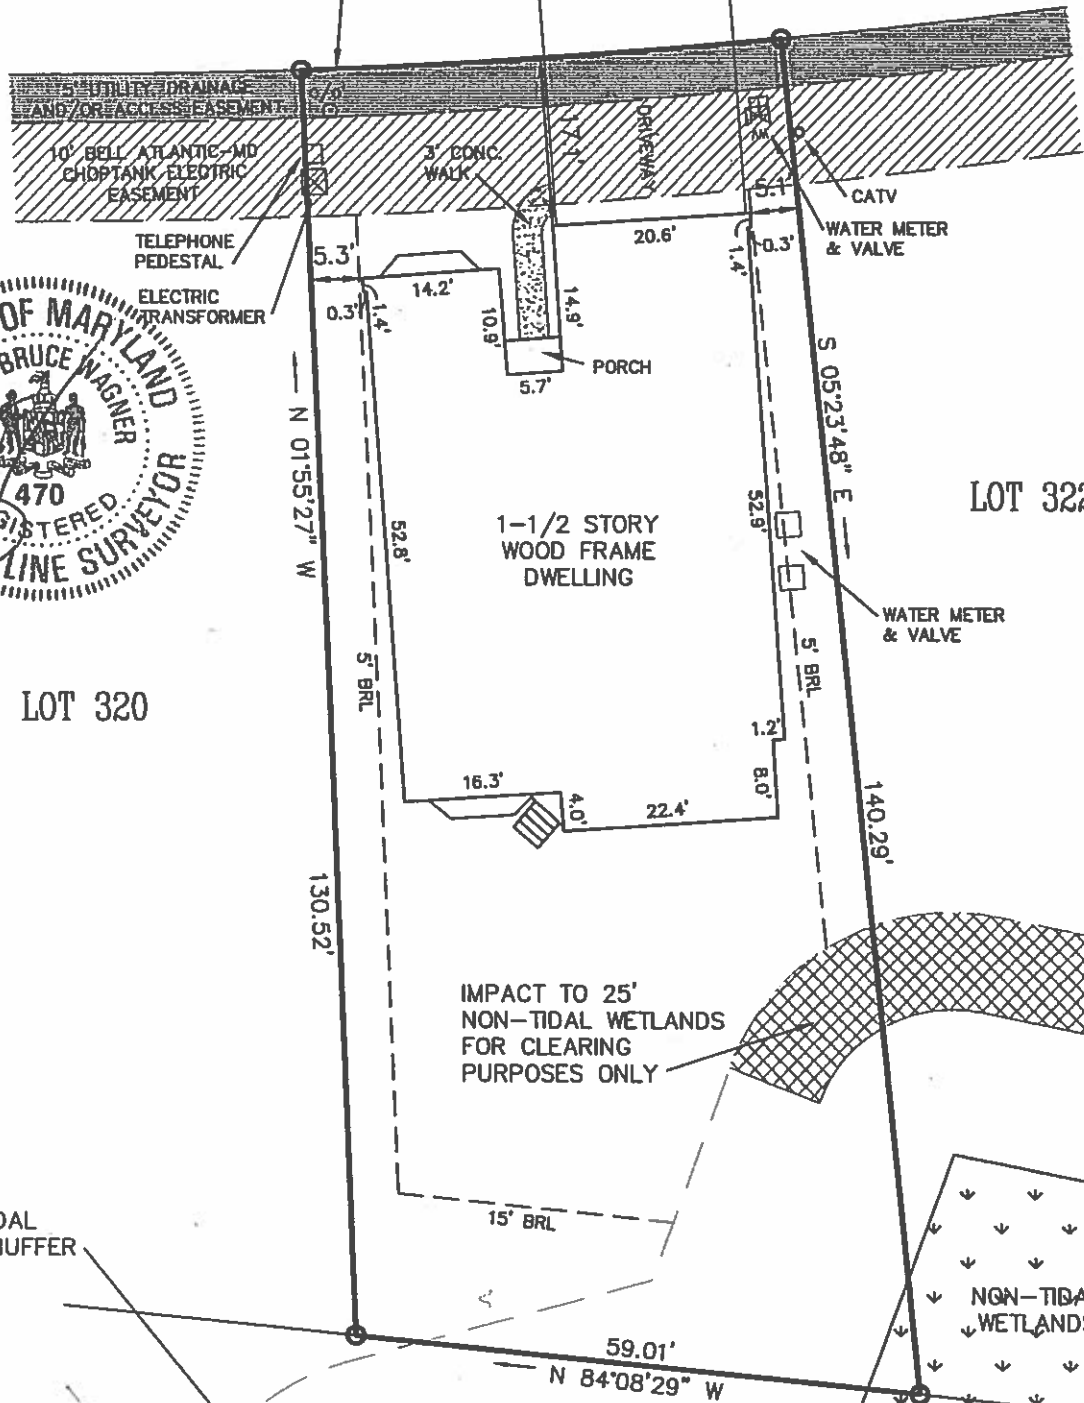 5' UTILITY, DRAINAGE
AND/OR ACCESS EASEMENT
10' BELL ATLANTIC-MD
CHOPTANK ELECTRIC
EASEMENT
3' CONC.
WALK
17.1'
DRIVEWAY
WV
5.1'
CATV
WATER METER
& VALVE
TELEPHONE
PEDESTAL
ELECTRIC
TRANSFORMER
5.3'
0.3'
1.4'
14.2'
10.9'
14.9'
20.6'
1.4'
0.3'
5.7'
PORCH
OF MARYLAND
BRUCE WAGNER
470
LINE SURVEYOR
N 01°55'27" W
S 05°23'48" E
LOT 322
52.8'
1-1/2 STORY
WOOD FRAME
DWELLING
52.9'
WATER METER
& VALVE
5' BRL
5' BRL
LOT 320
1.2'
8.0'
16.3'
4.0'
22.4'
140.29'
130.52'
IMPACT TO 25'
NON-TIDAL WETLANDS
FOR CLEARING
PURPOSES ONLY
15' BRL
NON-TIDA
WETLANDS
59.01'
N 84°08'29" W